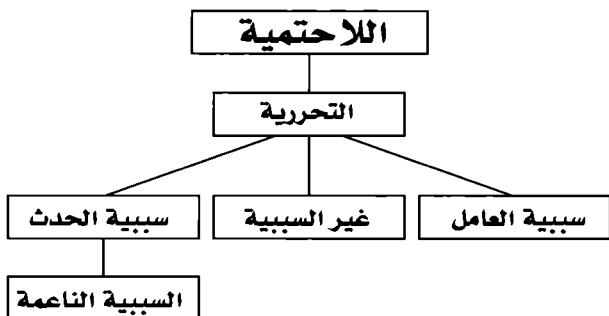 اللاحتمية
التحررية
سببية العامل
غير السببية
سببية الحدث
السببية الناعمة